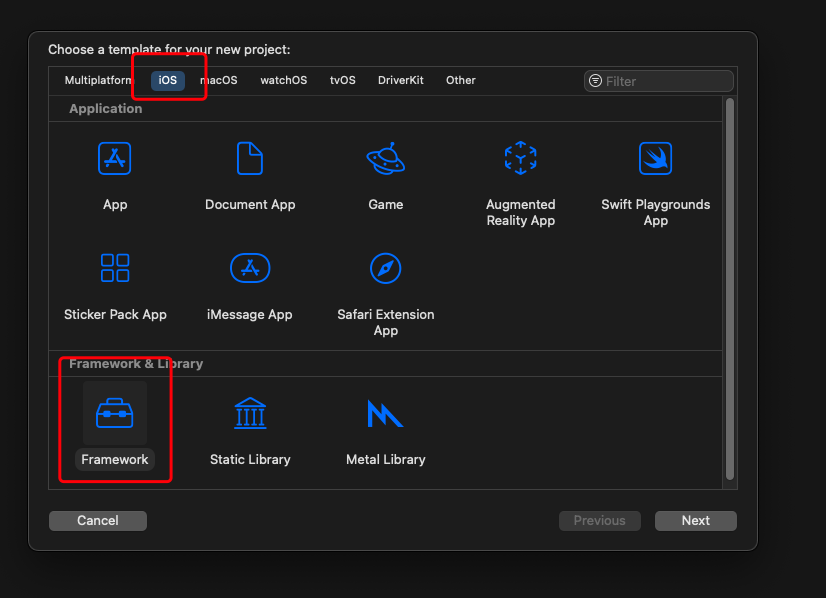 Choose a template for your new project:
Multiplatform iOS macOS watchOS tvOS DriverKit Other Filter
Application
App Document App Game Augmented Swift Playgrounds
Reality App App
Sticker Pack App iMessage App Safari Extension
App
Framework & Library
Framework Static Library Metal Library
Cancel Previous Next